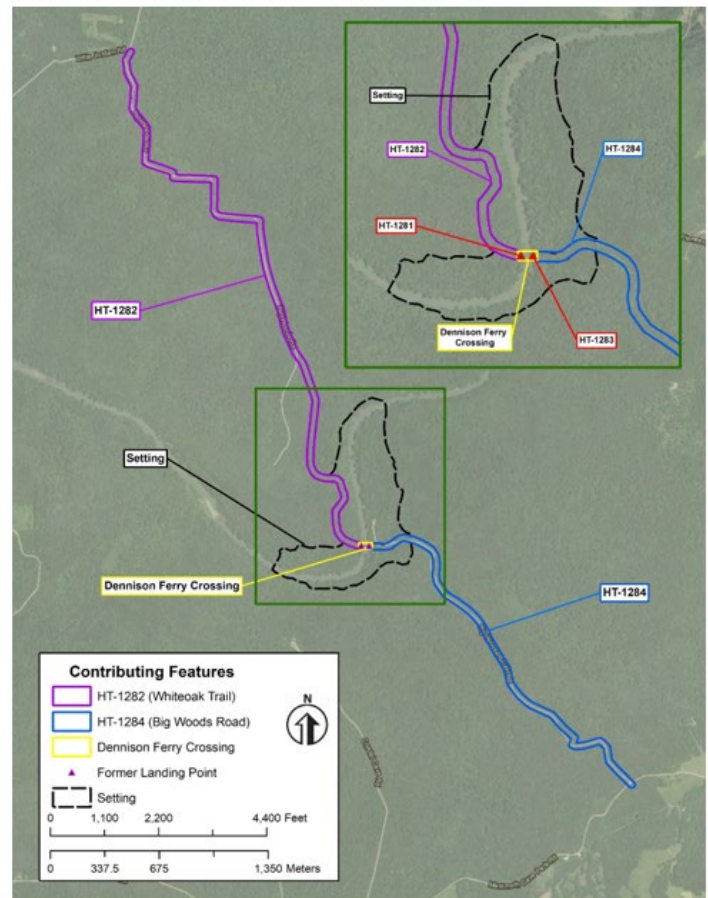 Setting
HT-1282
HT-1284
HT-1281
Dennison Ferry
Crossing
HT-1283
HT-1282
Setting
Dennison Ferry Crossing
HT-1284
Contributing Features
HT-1282 (Whiteoak Trail)
HT-1284 (Big Woods Road)
Dennison Ferry Crossing
Former Landing Point
Setting
N
0 1,100 2,200 4,400 Feet
0 337.5 675 1,350 Meters